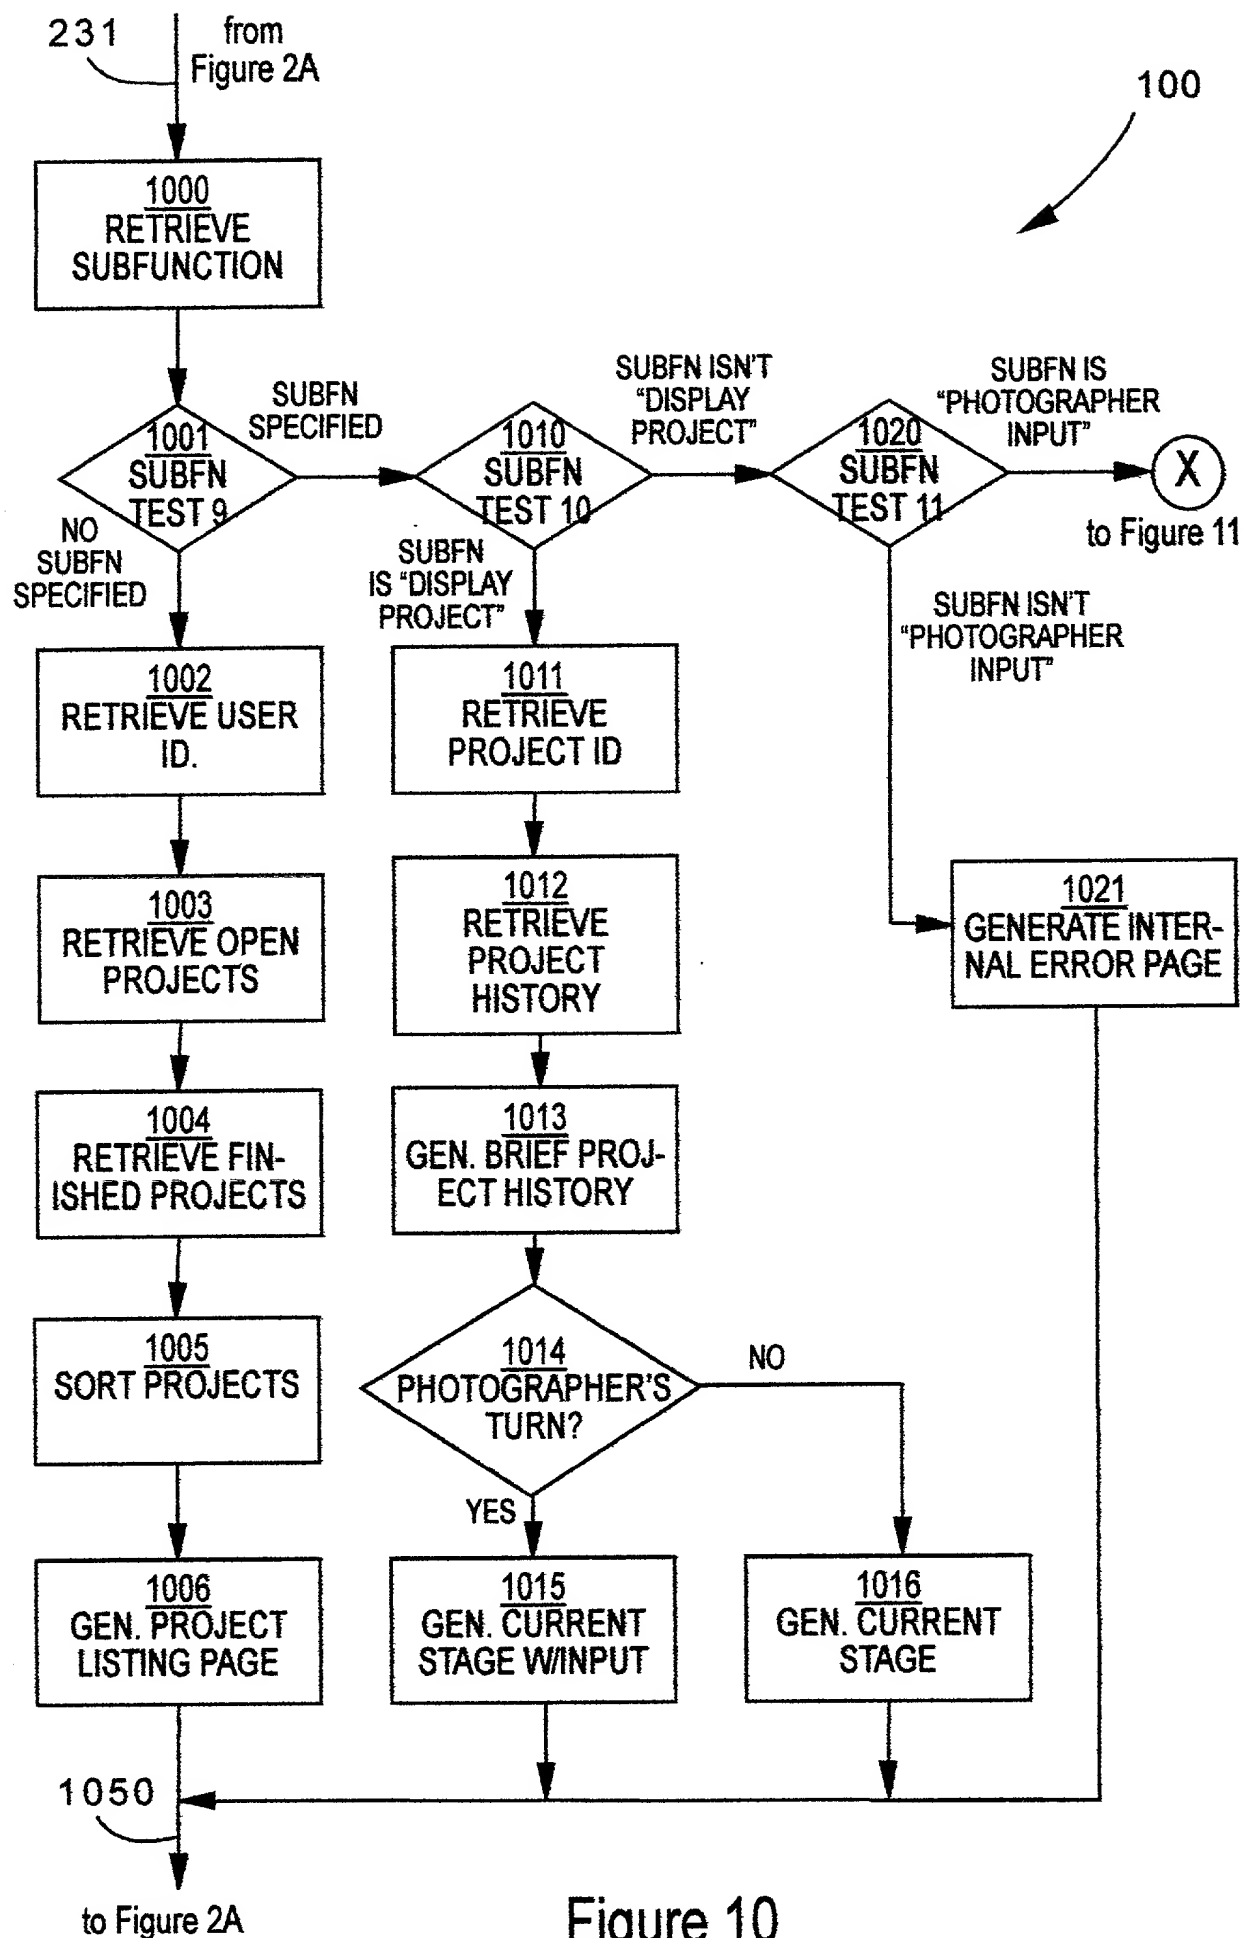 231
from
Figure 2A
100
1000
RETRIEVE
SUBFUNCTION
SUBFN
SPECIFIED
SUBFN ISN'T
"DISPLAY
PROJECT"
SUBFN IS
"PHOTOGRAPHER
INPUT"
1001
SUBFN
TEST 9
1010
SUBFN
TEST 10
1020
SUBFN
TEST 11
X
to Figure 11
NO
SUBFN
SPECIFIED
SUBFN
IS "DISPLAY
PROJECT"
SUBFN ISN'T
"PHOTOGRAPHER
INPUT"
1002
RETRIEVE USER
ID.
1011
RETRIEVE
PROJECT ID
1003
RETRIEVE OPEN
PROJECTS
1012
RETRIEVE
PROJECT
HISTORY
1021
GENERATE INTER-
NAL ERROR PAGE
1004
RETRIEVE FIN-
ISHED PROJECTS
1013
GEN. BRIEF PROJ-
ECT HISTORY
1005
SORT PROJECTS
1014
PHOTOGRAPHER'S
TURN?
NO
YES
1006
GEN. PROJECT
LISTING PAGE
1015
GEN. CURRENT
STAGE W/INPUT
1016
GEN. CURRENT
STAGE
1050
to Figure 2A
Figure 10